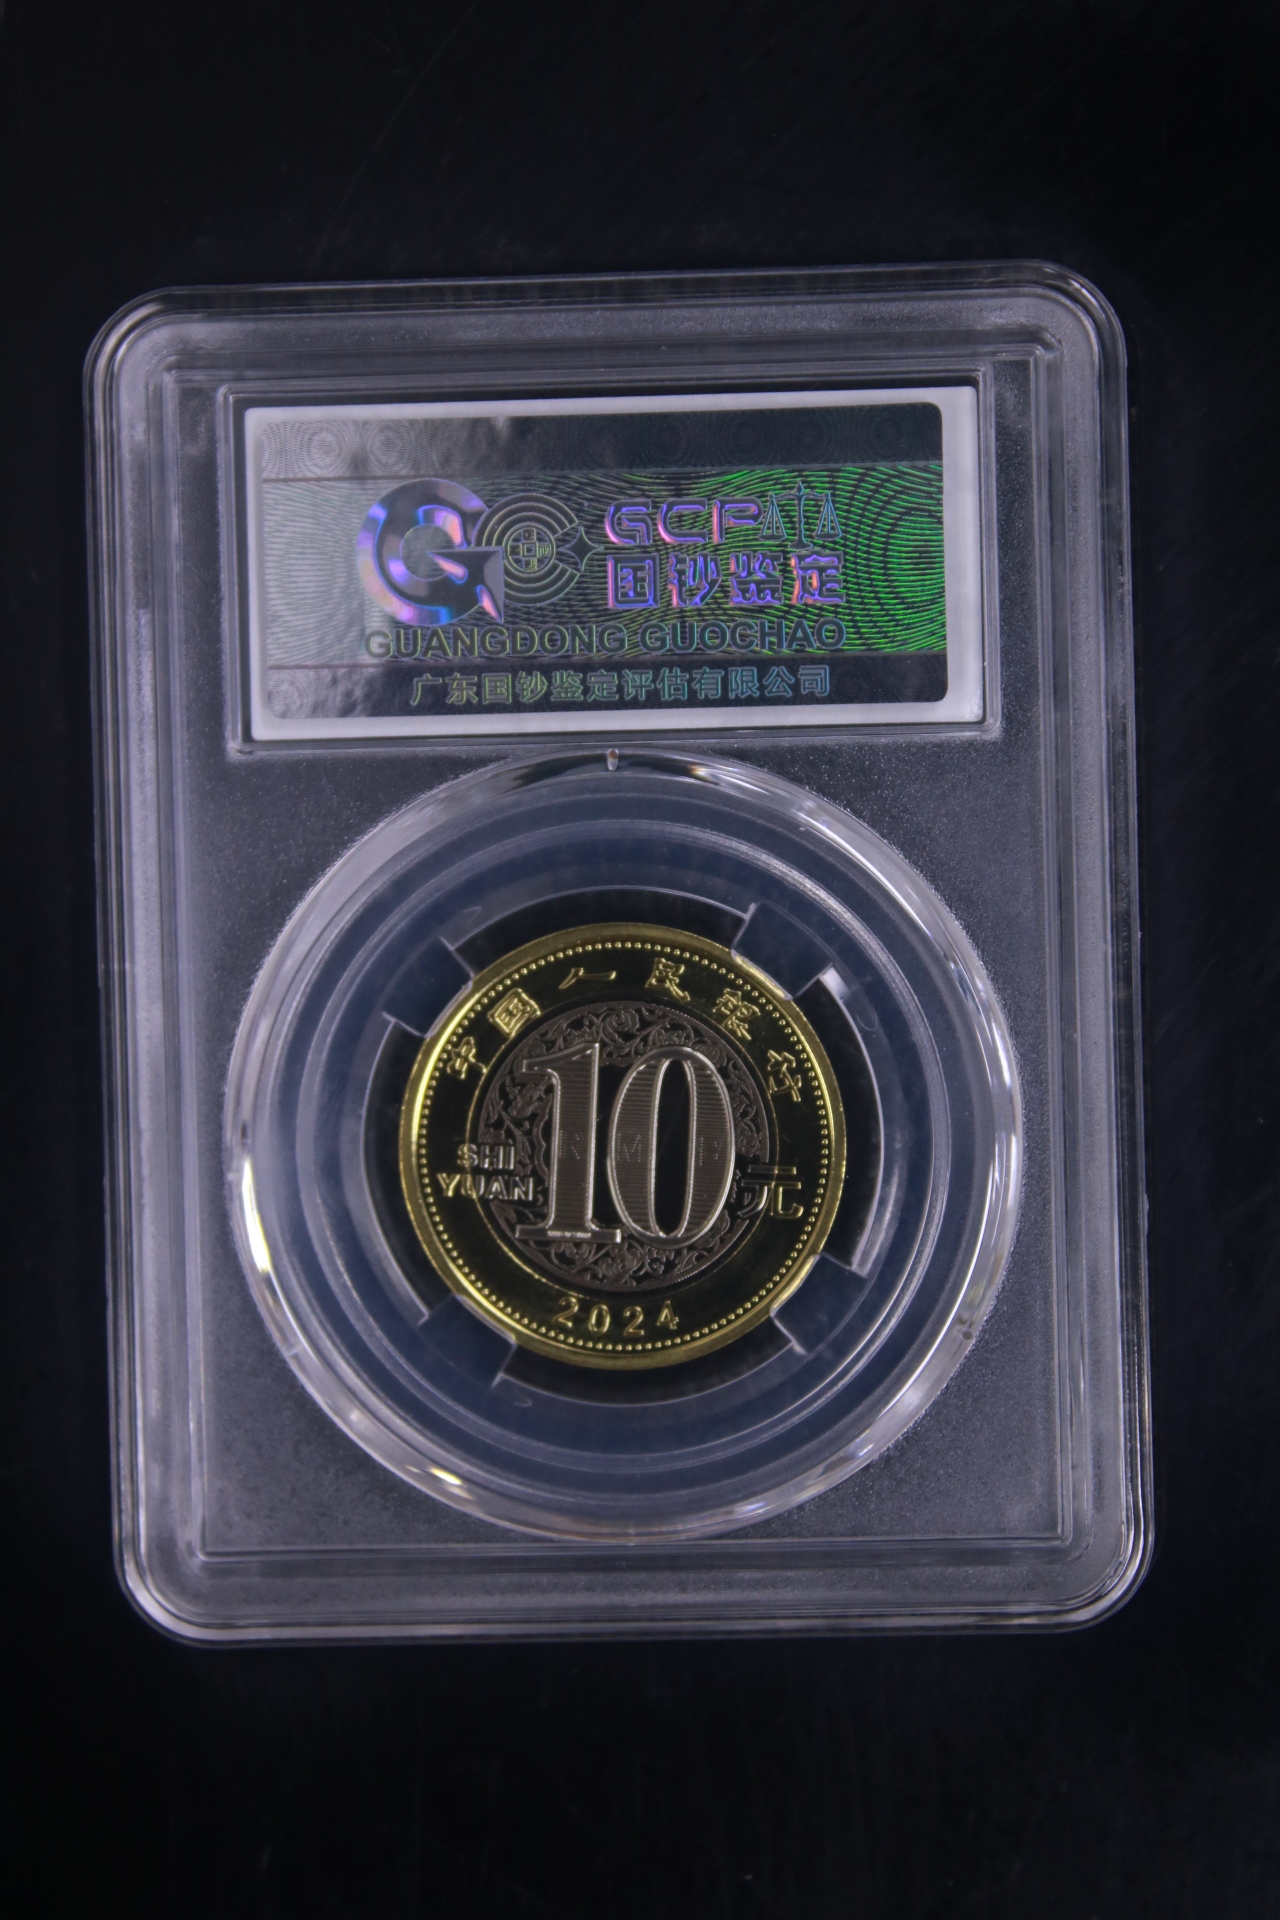 GCP
国钞鉴定
GUANGDONG GUOCHAO
广东国钞鉴定评估有限公司
中国人民银行
10
RMB
SHI
YUAN
元
2024